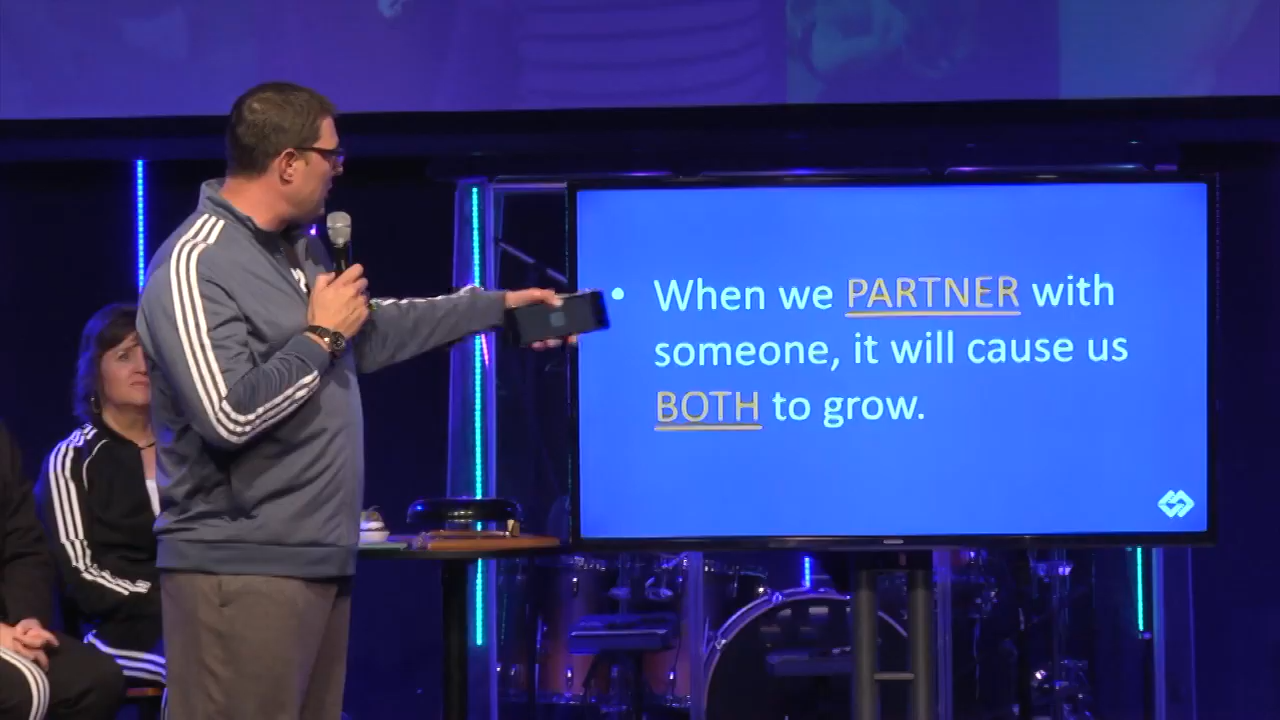 • When we PARTNER with
someone, it will cause us
BOTH to grow.